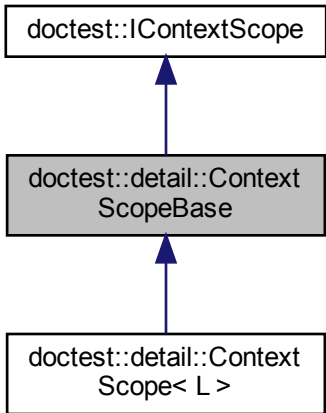 doctest::IContextScope
doctest::detail::Context
ScopeBase
doctest::detail::Context
Scope< L >